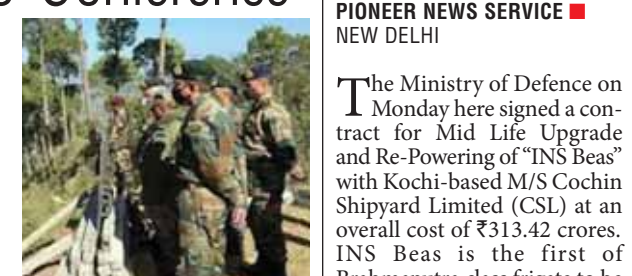 Conference
PIONEER NEWS SERVICE
NEW DELHI
The Ministry of Defence on
Monday here signed a con-
tract for Mid Life Upgrade
and Re-Powering of "INS Beas"
with Kochi-based M/S Cochin
Shipyard Limited (CSL) at an
overall cost of ₹313.42 crores.
INS Beas is the first of